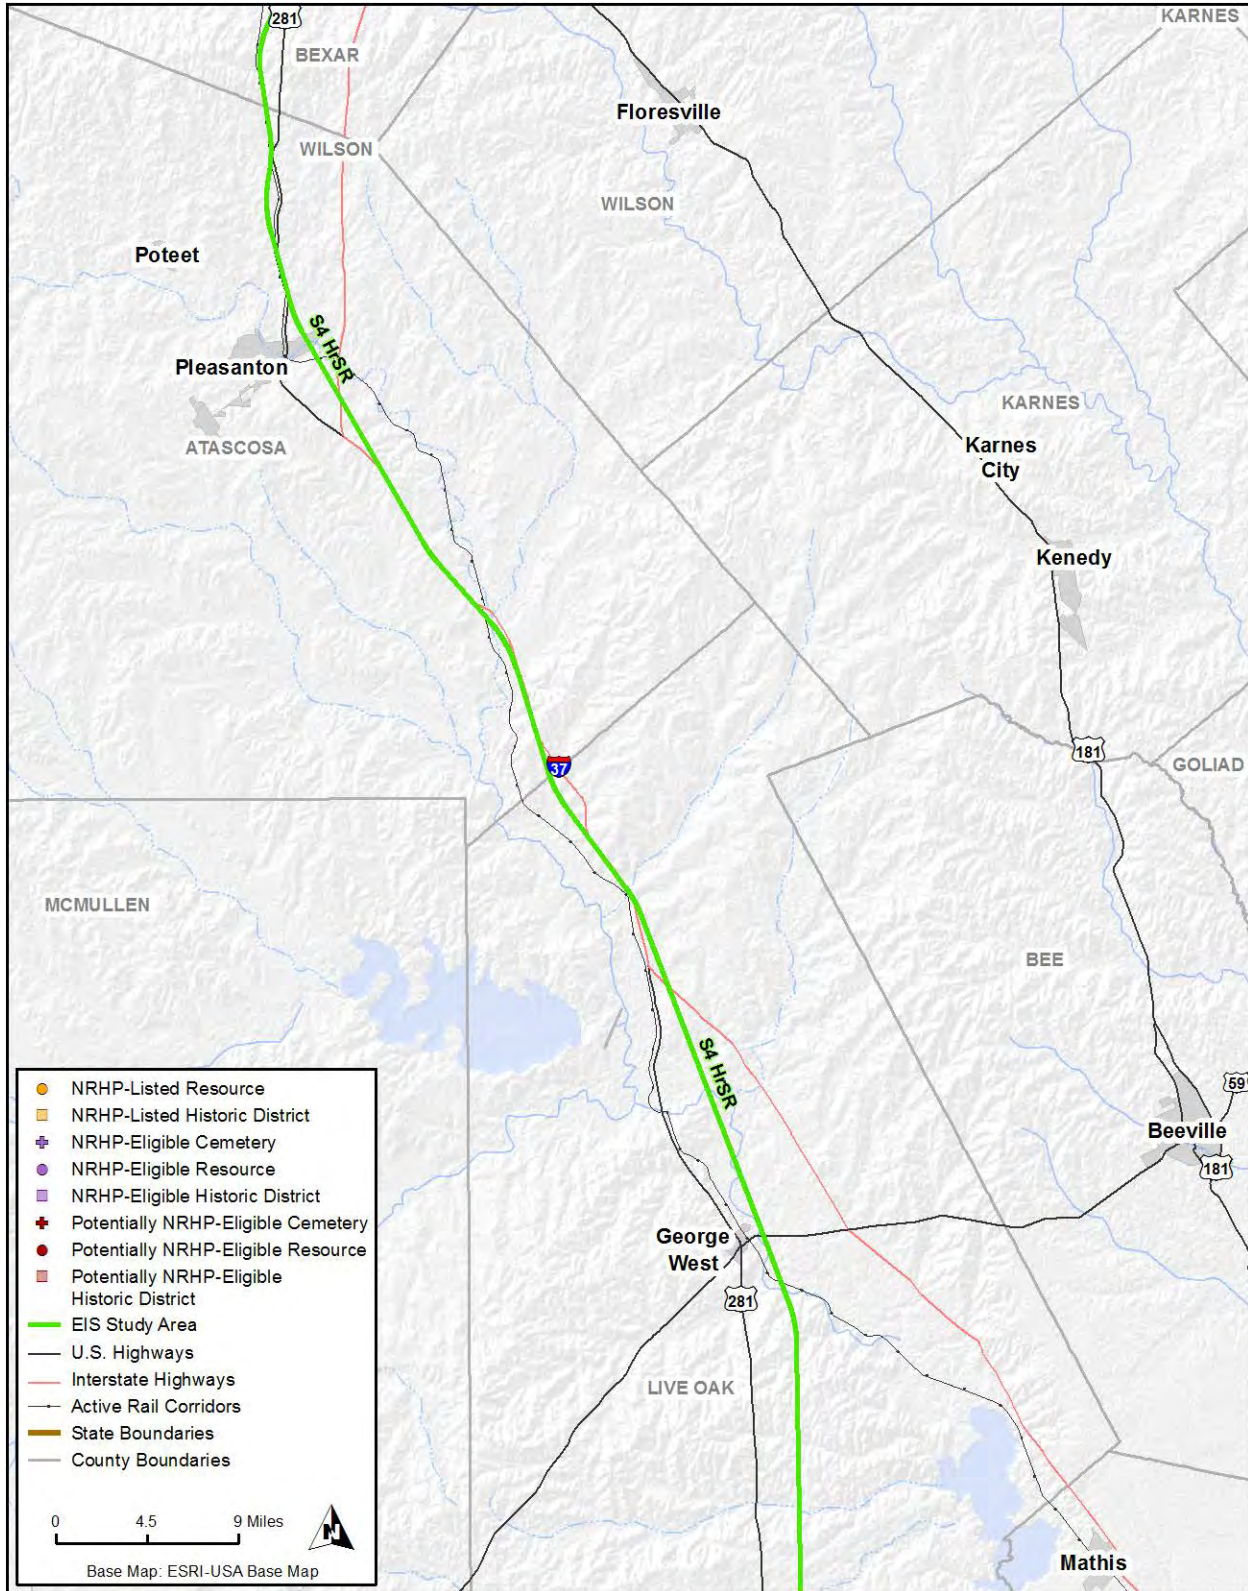 281
BEXAR
KARNES
Floresville
WILSON
WILSON
Poteet
S4 HrSR
Pleasanton
ATASCOSA
KARNES
Karnes
City
Kenedy
181
GOLIAD
37
MCMULLEN
BEE
S4 HrSR
59
Beeville
181
George
West
281
LIVE OAK
Mathis
NRHP-Listed Resource
NRHP-Listed Historic District
NRHP-Eligible Cemetery
NRHP-Eligible Resource
NRHP-Eligible Historic District
Potentially NRHP-Eligible Cemetery
Potentially NRHP-Eligible Resource
Potentially NRHP-Eligible
Historic District
EIS Study Area
U.S. Highways
Interstate Highways
Active Rail Corridors
State Boundaries
County Boundaries
0 4.5 9 Miles
N
Base Map: ESRI-USA Base Map